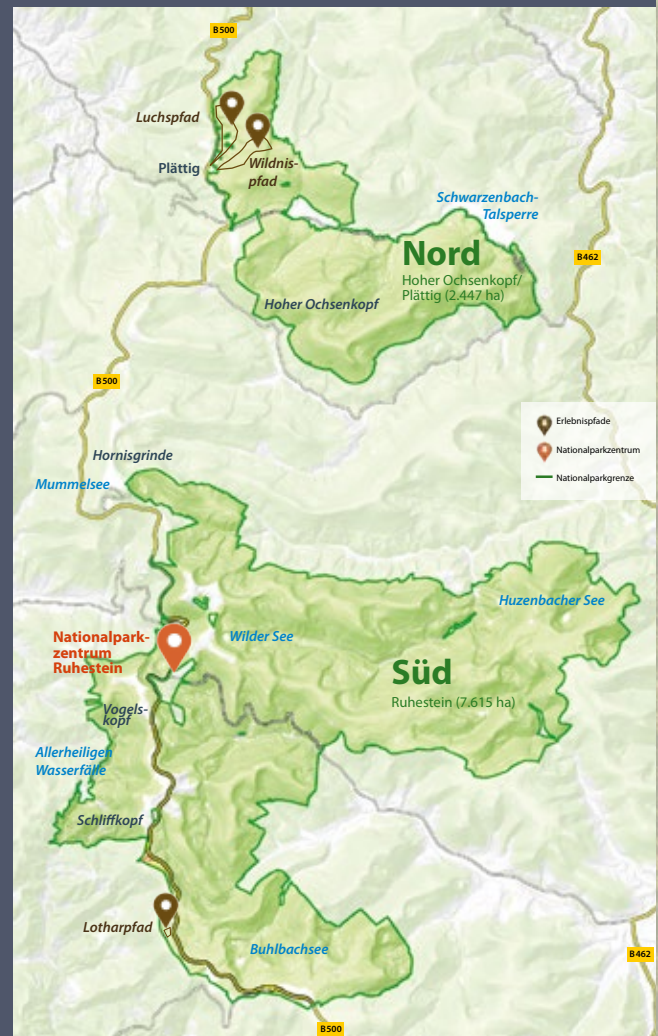 B500
Luchspfad
Plättig
Wildnis-
pfad
Schwarzenbach-
Talsperre
Nord
Hoher Ochsenkopf/
Plättig (2.447 ha)
B462
Hoher Ochsenkopf
B500
Erlebnispfade
Nationalparkzentrum
Nationalparkgrenze
Hornisgrinde
Mummelsee
Huzenbacher See
Nationalpark-
zentrum
Ruhestein
Wilder See
Süd
Ruhestein (7.615 ha)
Vogels-
kopf
Allerheiligen
Wasserfälle
Schliffkopf
Lotharpfad
Buhlbachsee
B462
B500